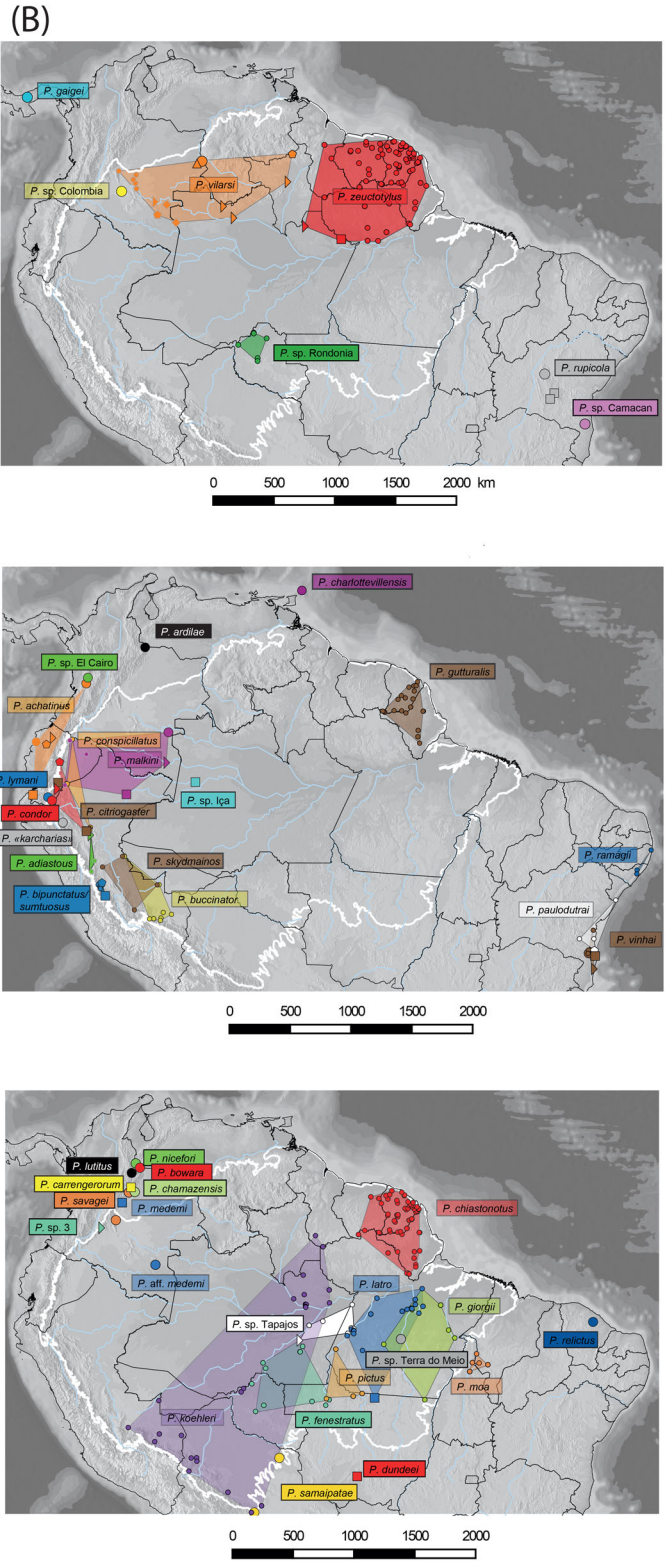 (B)
P. gaigei
P. sp. Colombia
P. vilarsi
P. zeuctotylus
P. sp. Rondonia
P. rupicola
P. sp. Camacan
0 500 1000 1500 2000 km
P. charlottevillensis
P. ardilae
P. sp. El Cairo
P. gutturalis
P. achatinus
P. conspicillatus
P. malkini
P. lymani
P. sp. Iça
P. condor
P. citriogaster
P. «karcharias»
P. adiastous
P. skydmainos
P. ramagii
P. bipunctatus/
sumtuosus
P. buccinator
P. paulodutrai
P. vinhai
0 500 1000 1500 2000
P. nicefori
P. lutitus
P. bowara
P. carrengerorum
P. chamazensis
P. savagei
P. medemi
P. chiastonotus
P. sp. 3
P. aff. medemi
P. latro
P. giorgii
P. sp. Tapajos
P. relictus
P. sp. Terra do Meio
P. pictus
P. moa
P. koehleri
P. fenestratus
P. dundeei
P. samaipatae
0 500 1000 1500 2000